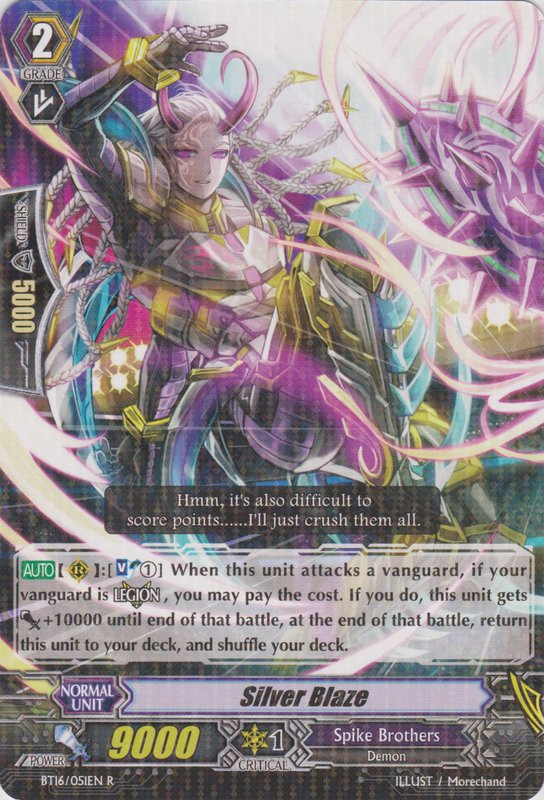 2
GRADE
SHIELD
5000
Hmm, it's also difficult to
score points......I'll just crush them all.
AUTO【R】:[V①] When this unit attacks a vanguard, if your
vanguard is LEGION, you may pay the cost. If you do, this unit gets
+10000 until end of that battle, at the end of that battle, return
this unit to your deck, and shuffle your deck.
NORMAL
UNIT
Silver Blaze
POWER
9000
1
CRITICAL
Spike Brothers
Demon
BT16/051EN R
ILLUST / Morechand